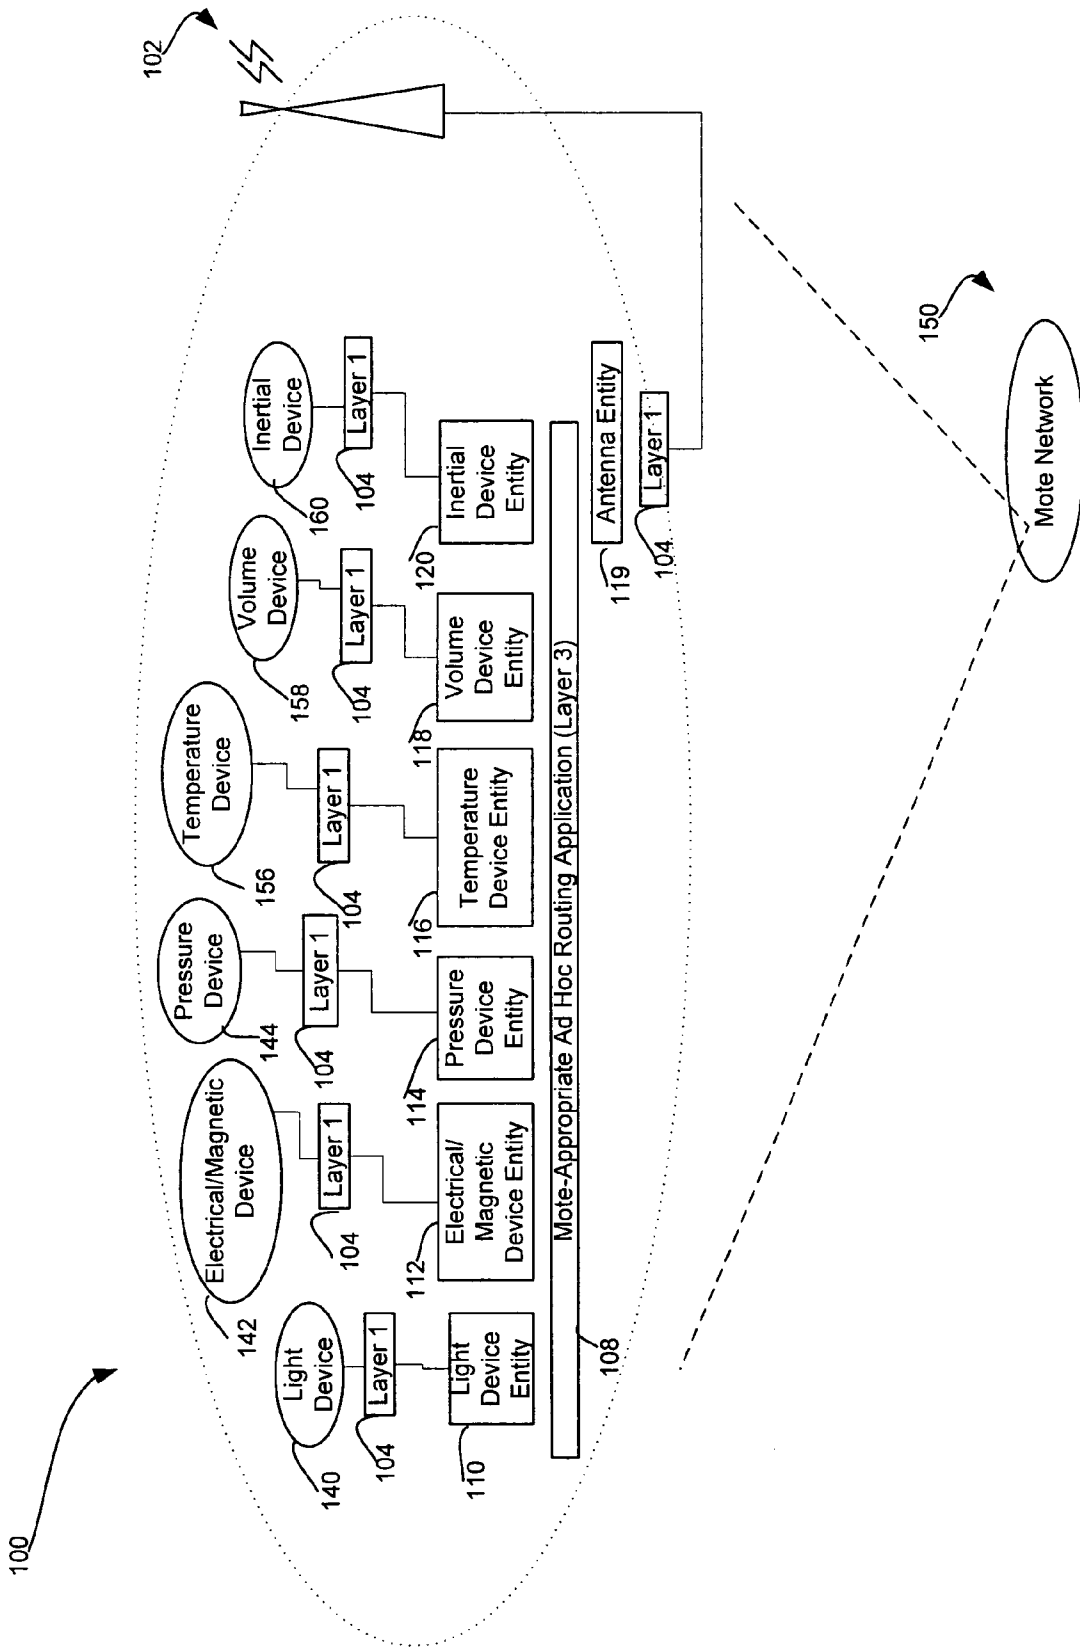 100
102
Light
Device
140
Electrical/Magnetic
Device
142
Pressure
Device
144
Temperature
Device
156
Volume
Device
158
Inertial
Device
160
Layer 1
104
Layer 1
104
Layer 1
104
Layer 1
104
Layer 1
104
Layer 1
104
Light
Device
Entity
110
Electrical/
Magnetic
Device Entity
112
Pressure
Device
Entity
114
Temperature
Device Entity
116
Volume
Device
Entity
118
Inertial
Device
Entity
120
Mote-Appropriate Ad Hoc Routing Application (Layer 3)
108
Antenna Entity
119
Layer 1
104
150
Mote Network